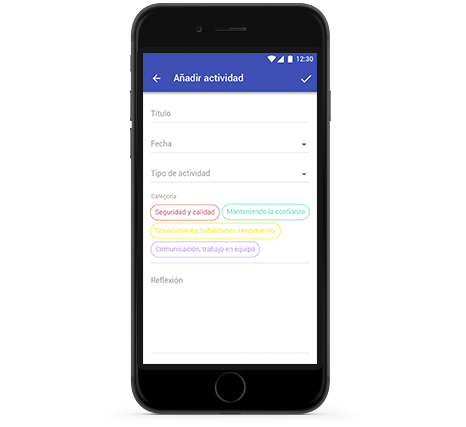 12:30
Añadir actividad
Título
Fecha
Tipo de actividad
Categoría
Seguridad y calidad
Manteniendo la confianza
Conocimiento, habilidades, rendimiento
Comunicación, trabajo en equipo
Reflexión